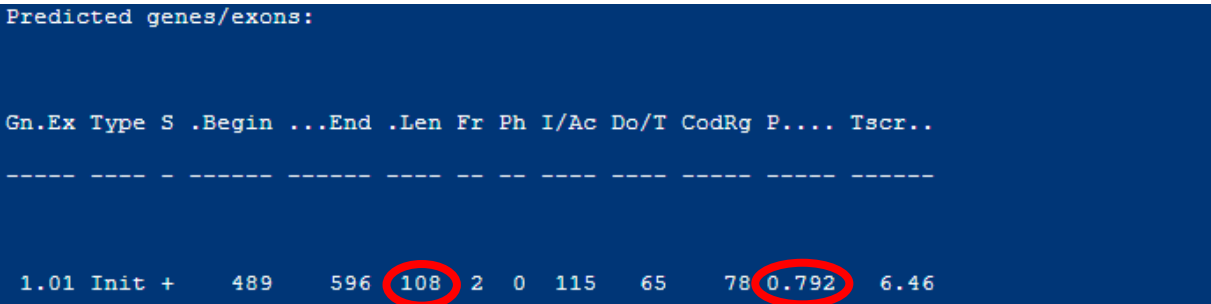 Predicted genes/exons:
Gn.Ex Type S .Begin ...End .Len Fr Ph I/Ac Do/T CodRg P.... Tscr..
----- ---- - ------ ------ ---- -- -- ---- ---- ----- ----- ------
1.01 Init + 489 596 108 2 0 115 65 78 0.792 6.46